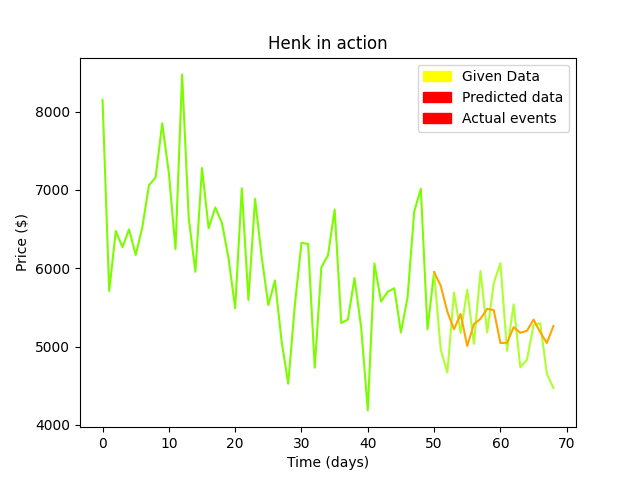 Henk in action
Given Data
Predicted data
Actual events
8000
7000
6000
5000
4000
Price ($)
0 10 20 30 40 50 60 70
Time (days)